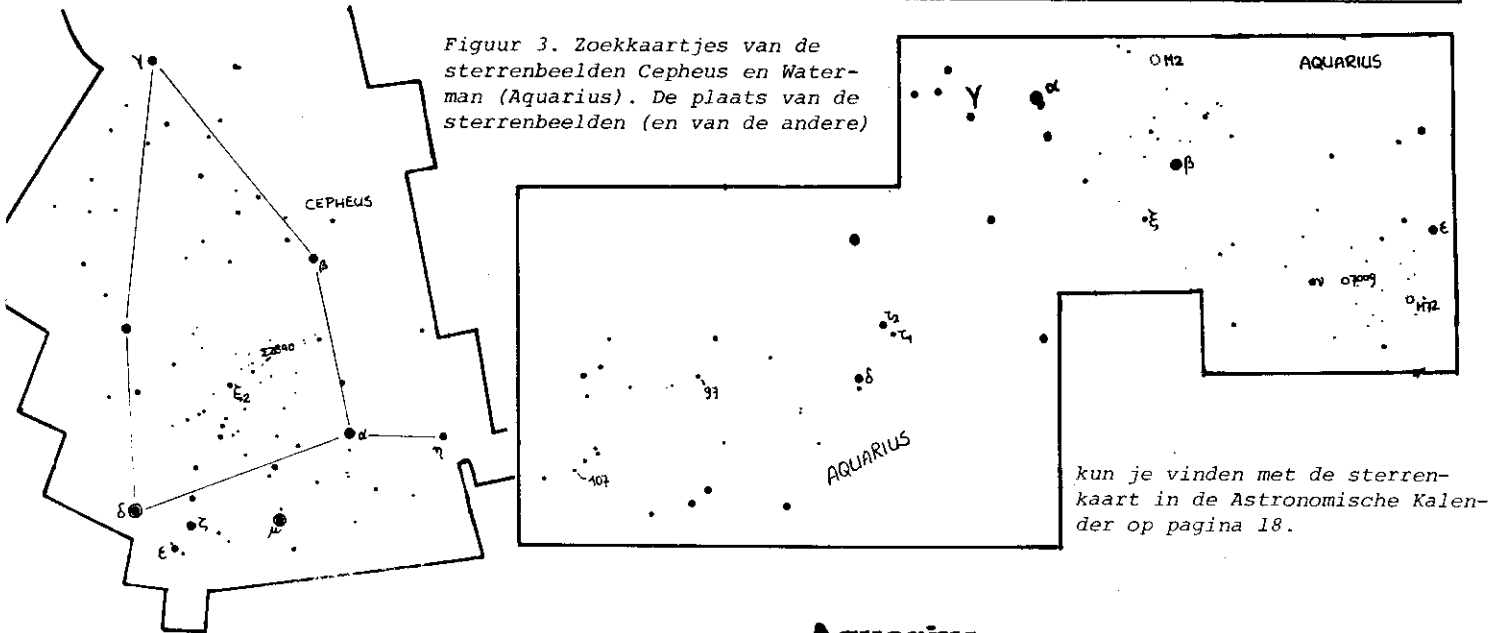 Figuur 3. Zoekkaartjes van de
sterrenbeelden Cepheus en Water-
man (Aquarius). De plaats van de
sterrenbeelden (en van de andere)
γ
CEPHEUS
β
ξ2
α
η
δ
ζ
ε
μ
M2
AQUARIUS
γ
α
β
ξ
ε
ν
7009
M72
τ2
τ1
δ
97
107
AQUARIUS
kun je vinden met de sterren-
kaart in de Astronomische Kalen-
der op pagina 18.